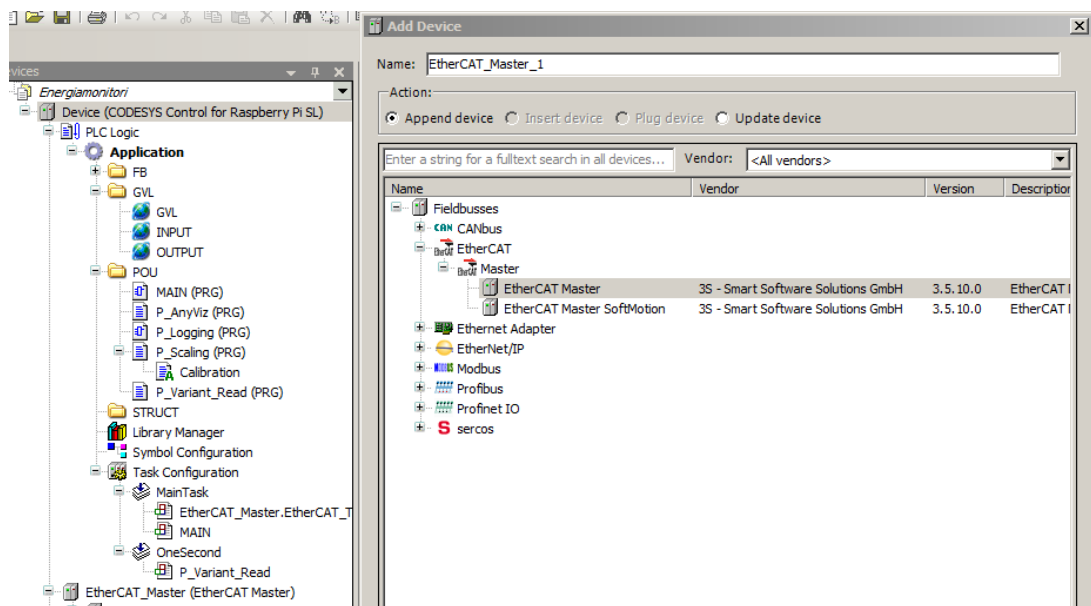 Add Device
Name: EtherCAT_Master_1
Action:
Append device Insert device Plug device Update device
Enter a string for a fulltext search in all devices... Vendor: <All vendors>
Name Vendor Version Description
Fieldbusses
CAN CANbus
EtherCAT EtherCAT
EtherCAT Master
EtherCAT Master 3S - Smart Software Solutions GmbH 3.5.10.0 EtherCAT
EtherCAT Master SoftMotion 3S - Smart Software Solutions GmbH 3.5.10.0 EtherCAT
Ethernet Adapter
EtherNet/IP
Modbus
Profibus
Profinet IO
S sercos
vices
Energiamonitori
Device (CODESYS Control for Raspberry Pi SL)
PLC Logic
Application
FB
GVL
GVL
INPUT
OUTPUT
POU
MAIN (PRG)
P_AnyViz (PRG)
P_Logging (PRG)
P_Scaling (PRG)
Calibration
P_Variant_Read (PRG)
STRUCT
Library Manager
Symbol Configuration
Task Configuration
MainTask
EtherCAT_Master.EtherCAT_T
MAIN
OneSecond
P_Variant_Read
EtherCAT_Master (EtherCAT Master)